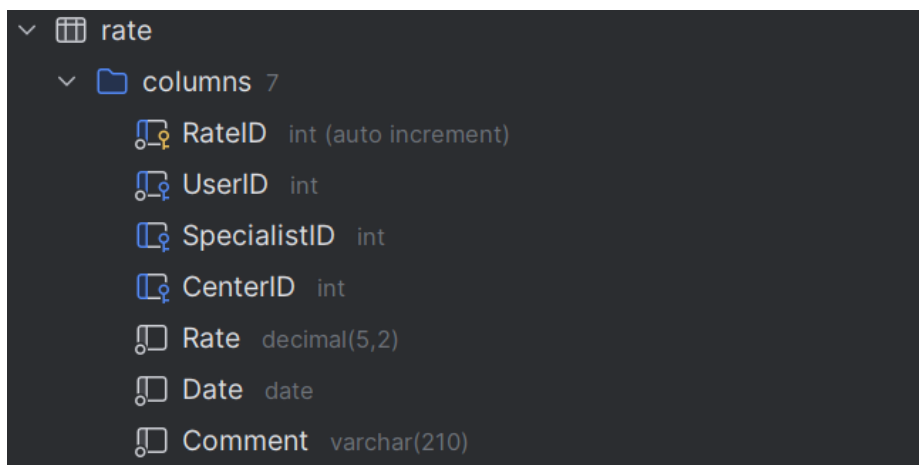 rate
columns 7
RateID int (auto increment)
UserID int
SpecialistID int
CenterID int
Rate decimal(5,2)
Date date
Comment varchar(210)